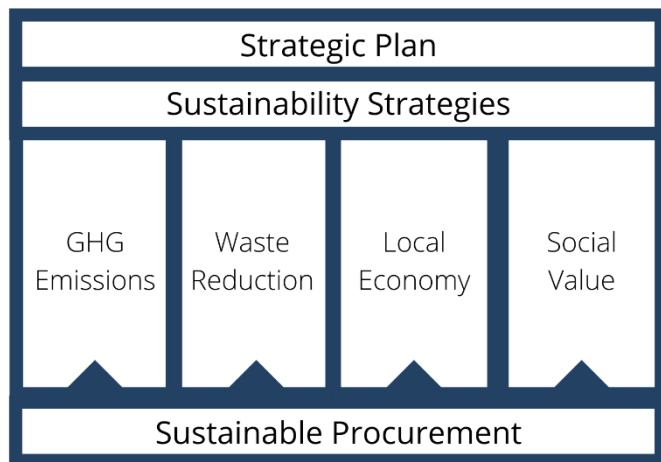 Strategic Plan
Sustainability Strategies
GHG
Emissions
Waste
Reduction
Local
Economy
Social
Value
Sustainable Procurement